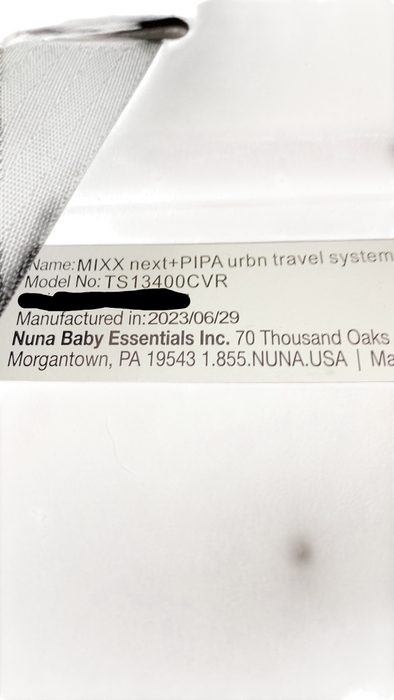 Name: MIXX next+PIPA urbn travel system
Model No: TS13400CVR
Manufactured in: 2023/06/29
Nuna Baby Essentials Inc. 70 Thousand Oaks
Morgantown, PA 19543 1.855.NUNA.USA | Ma